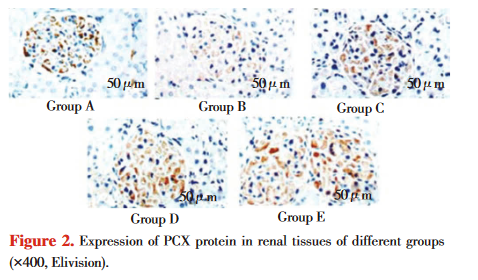 50 μm
Group A
50 μm
Group B
50 μm
Group C
50 μm
Group D
50 μm
Group E
Figure 2. Expression of PCX protein in renal tissues of different groups
(×400, Elivision).